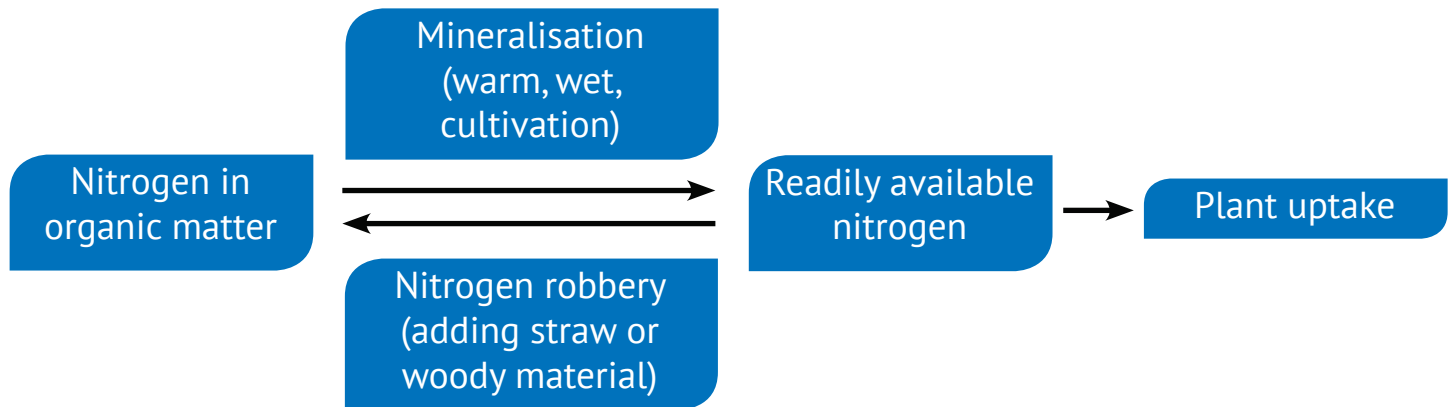 Mineralisation
(warm, wet,
cultivation)
Nitrogen in
organic matter
Readily available
nitrogen
Plant uptake
Nitrogen robbery
(adding straw or
woody material)